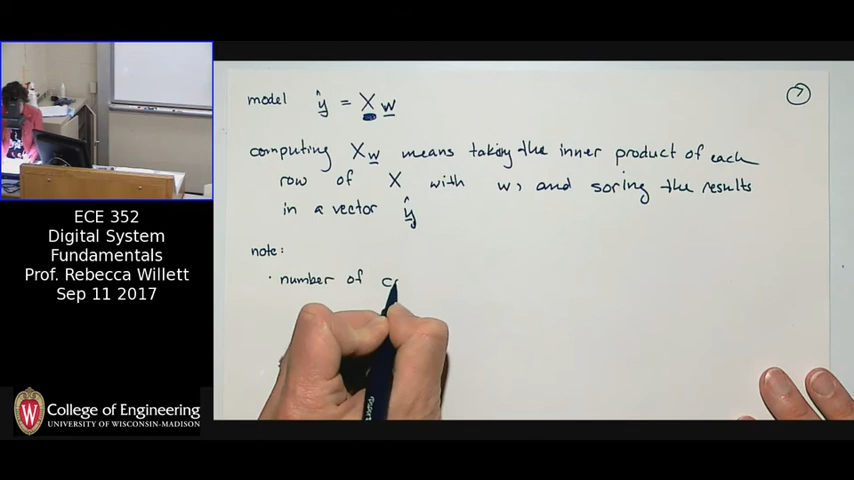 model ŷ = X w
⑦
computing Xw means taking the inner product of each
row of X with w, and soring the results
in a vector ŷ
note:
· number of co
ECE 352
Digital System
Fundamentals
Prof. Rebecca Willett
Sep 11 2017
W
College of Engineering
UNIVERSITY OF WISCONSIN-MADISON